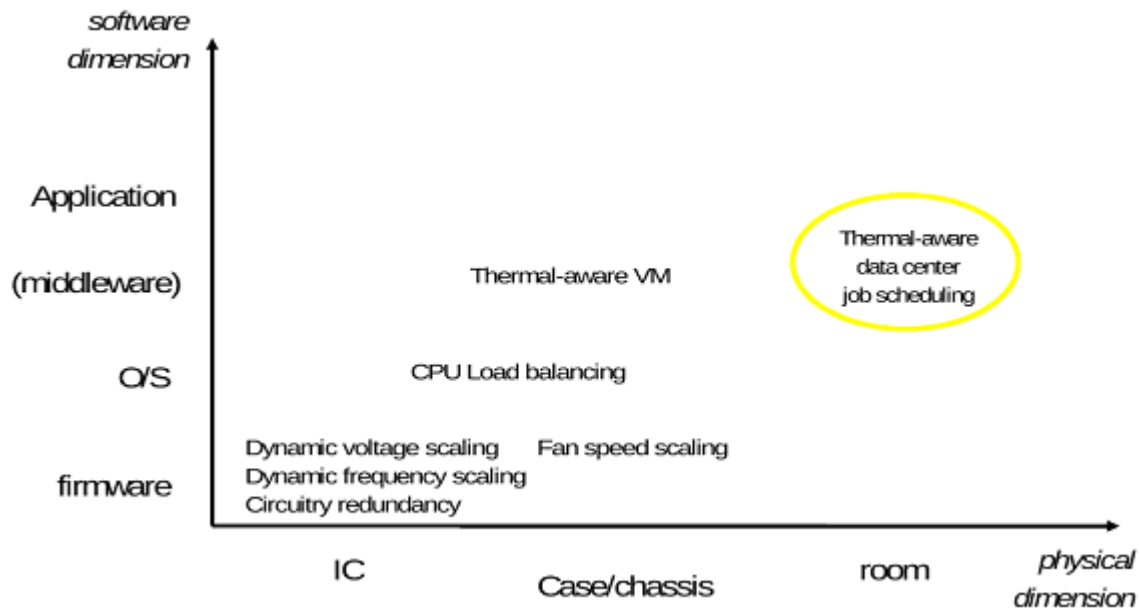 software
dimension
Application
Thermal-aware
data center
job scheduling
(middleware)
Thermal-aware VM
O/S
CPU Load balancing
Dynamic voltage scaling
Fan speed scaling
Dynamic frequency scaling
firmware
Circuitry redundancy
IC
Case/chassis
room
physical
dimension